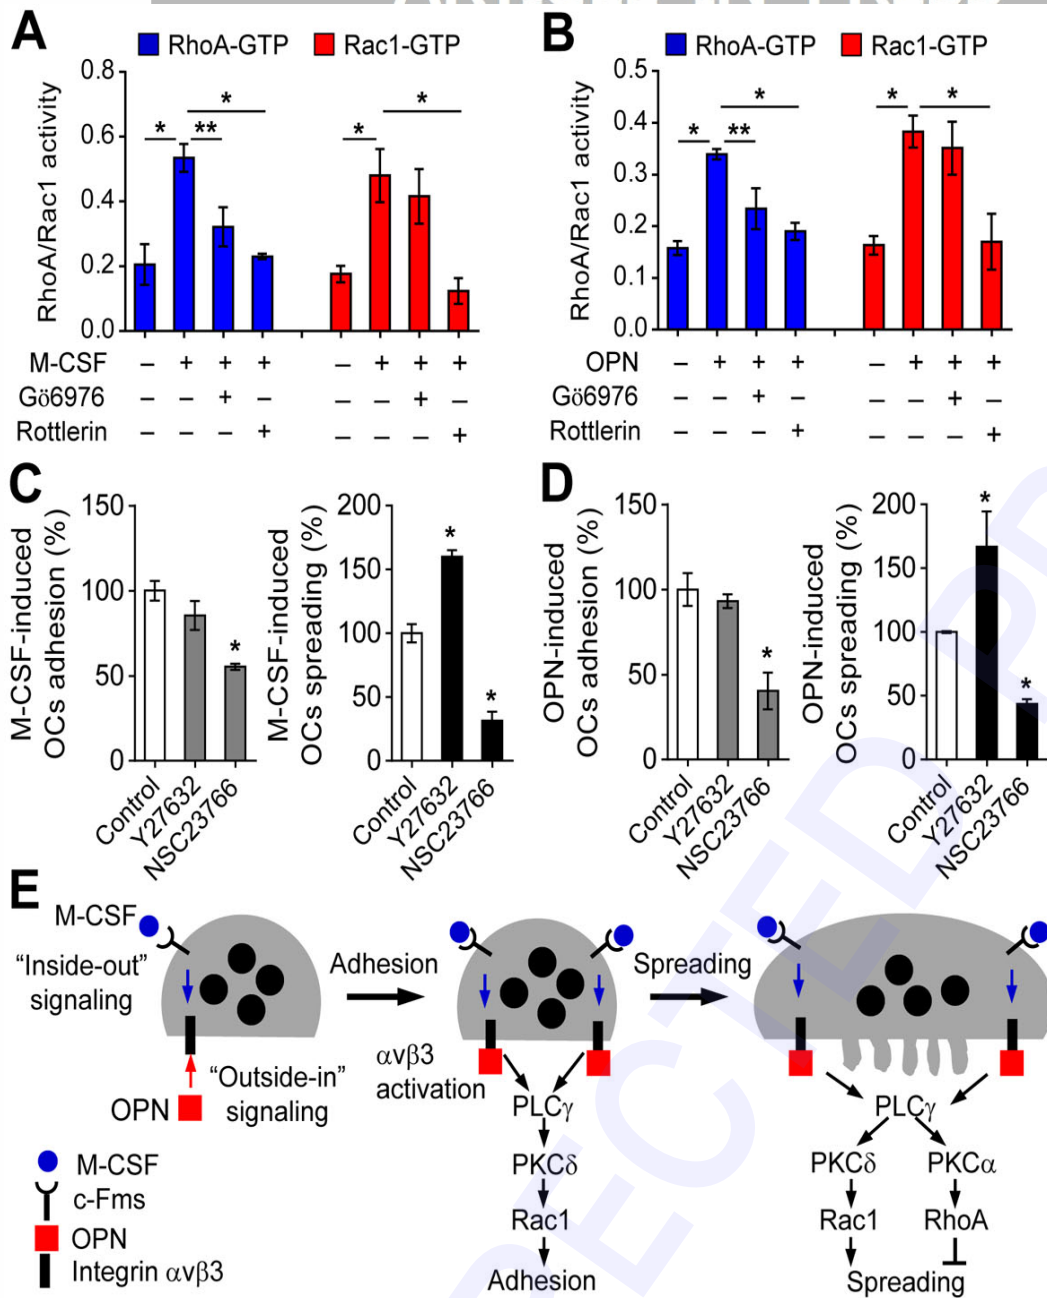 A
RhoA-GTP Rac1-GTP
RhoA/Rac1 activity
0.8
0.6
0.4
0.2
0.0
* ** * * *
M-CSF – + + + – + + +
Gö6976 – – + – – – + –
Rottlerin – – – + – – – +
B
RhoA-GTP Rac1-GTP
RhoA/Rac1 activity
0.5
0.4
0.3
0.2
0.1
0.0
* ** * * *
OPN – + + + – + + +
Gö6976 – – + – – – + –
Rottlerin – – – + – – – +
C
M-CSF-induced
OCs adhesion (%)
150
100
50
0
*
Control
Y27632
NSC23766
M-CSF-induced
OCs spreading (%)
200
150
100
50
0
*
*
Control
Y27632
NSC23766
D
OPN-induced
OCs adhesion (%)
150
100
50
0
*
Control
Y27632
NSC23766
OPN-induced
OCs spreading (%)
200
150
100
50
0
*
*
Control
Y27632
NSC23766
E
M-CSF
“Inside-out”
signaling
OPN
“Outside-in”
signaling
Adhesion
αvβ3
activation
PLCγ
PKCδ
Rac1
Adhesion
Spreading
PLCγ
PKCδ PKCα
Rac1 RhoA
Spreading
M-CSF
c-Fms
OPN
Integrin αvβ3